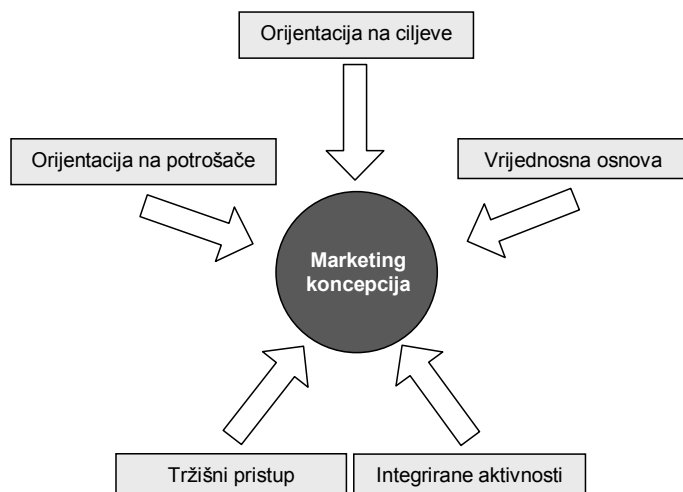 Orijentacija na ciljeve
Orijentacija na potrošače
Vrijednosna osnova
Marketing
koncepcija
Tržišni pristup
Integrirane aktivnosti